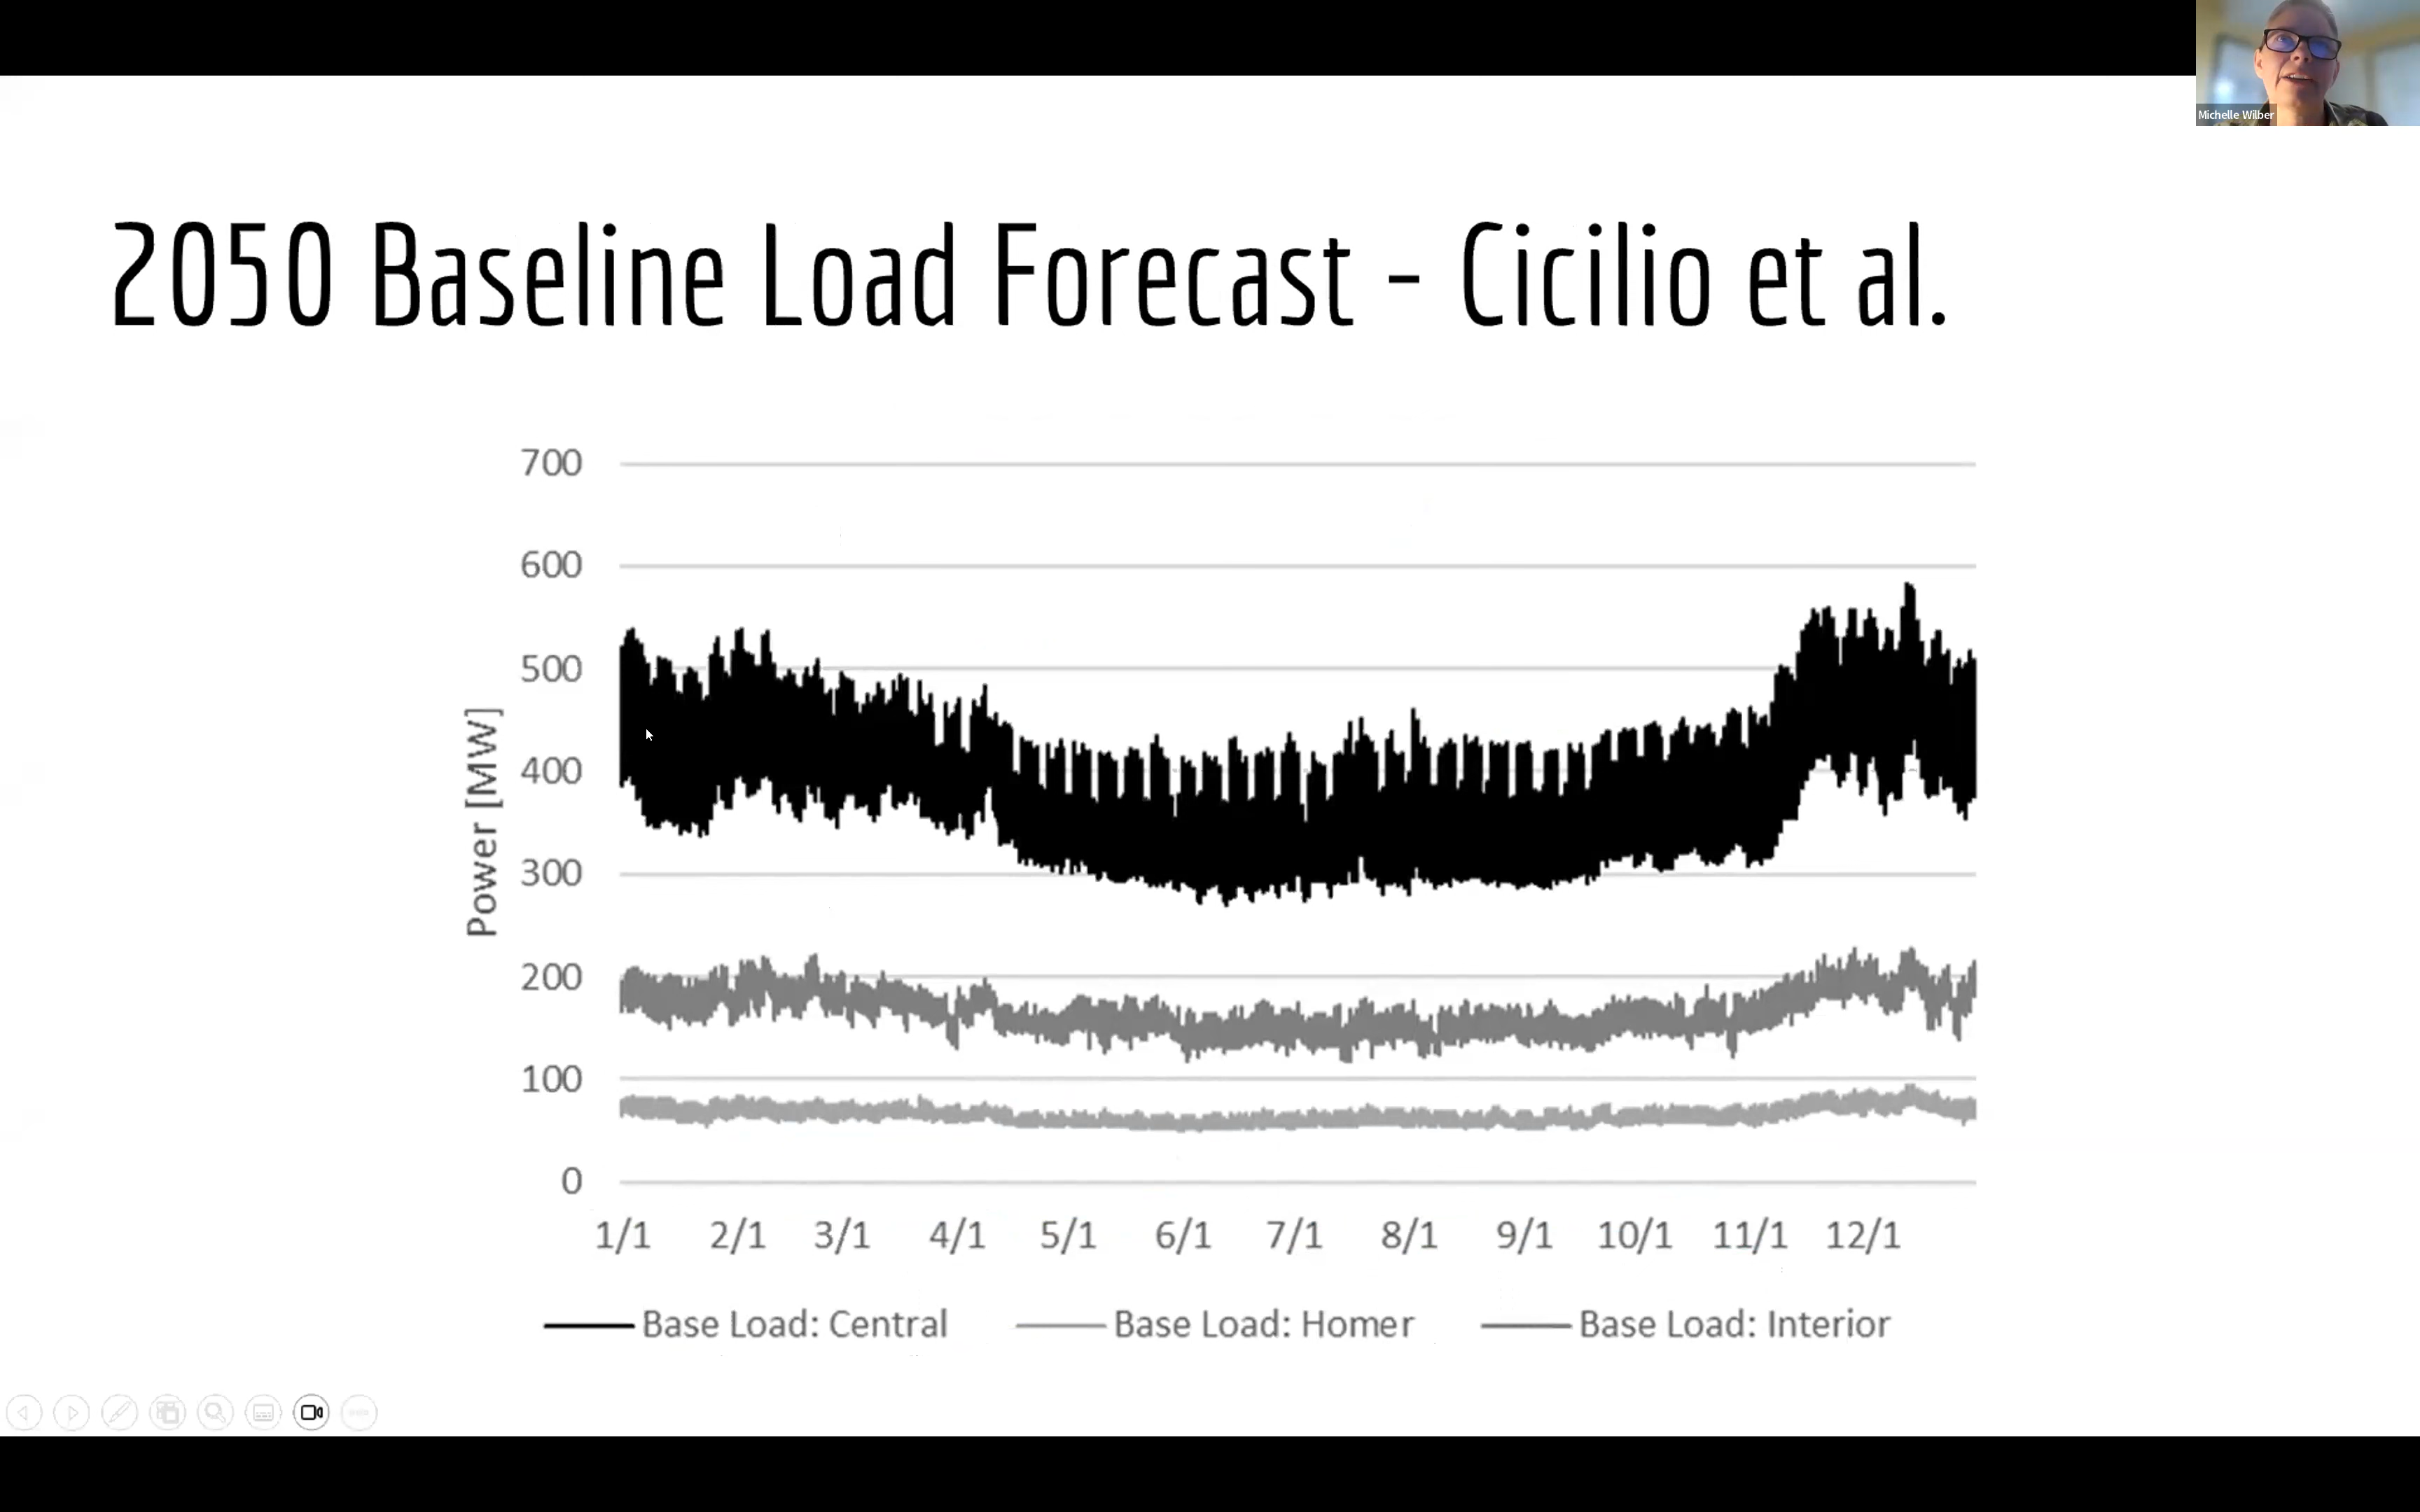 Michelle Wilber
2050 Baseline Load Forecast - Cicilio et al.
700
600
500
400
300
200
100
0
Power [MW]
1/1 2/1 3/1 4/1 5/1 6/1 7/1 8/1 9/1 10/1 11/1 12/1
Base Load: Central Base Load: Homer Base Load: Interior